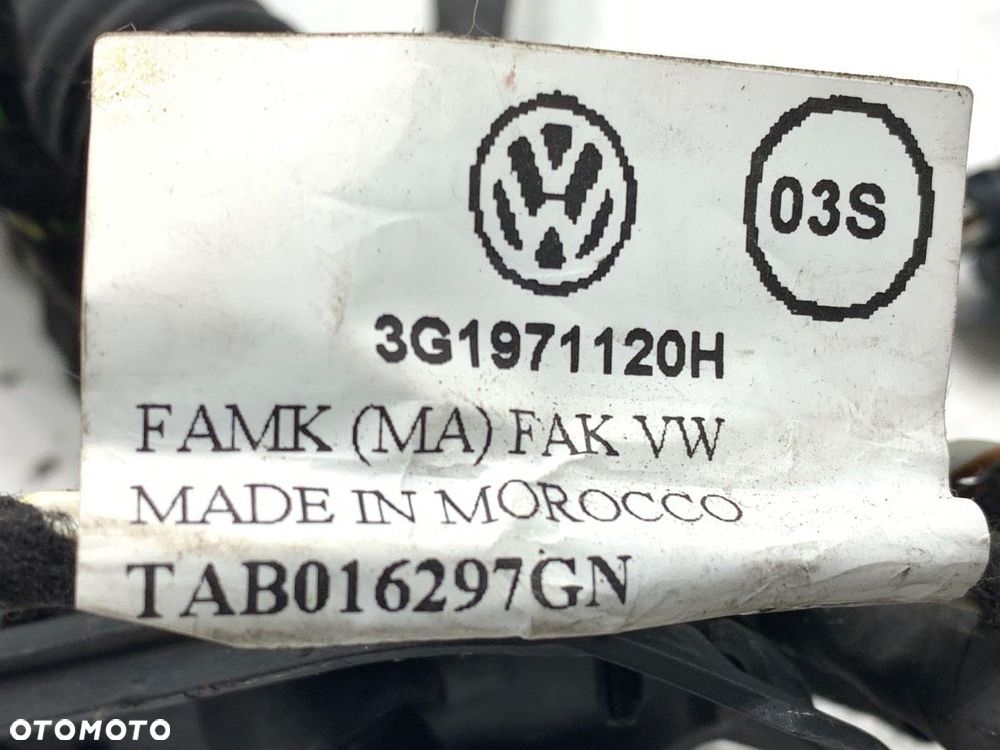 03S
3G1971120H
FAMK (MA) FAK VW
MADE IN MOROCCO
TAB016297GN
OTOMOTO